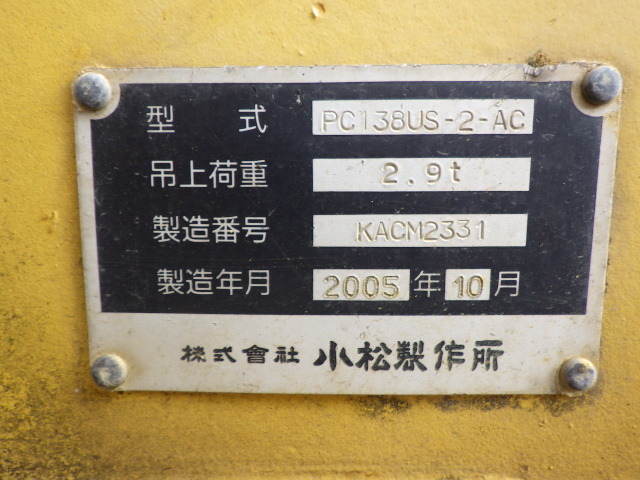 型 式 PC138US-2-AC
吊上荷重 2.9t
製造番号 KACM2331
製造年月 2005年10月
株式會社 小松製作所